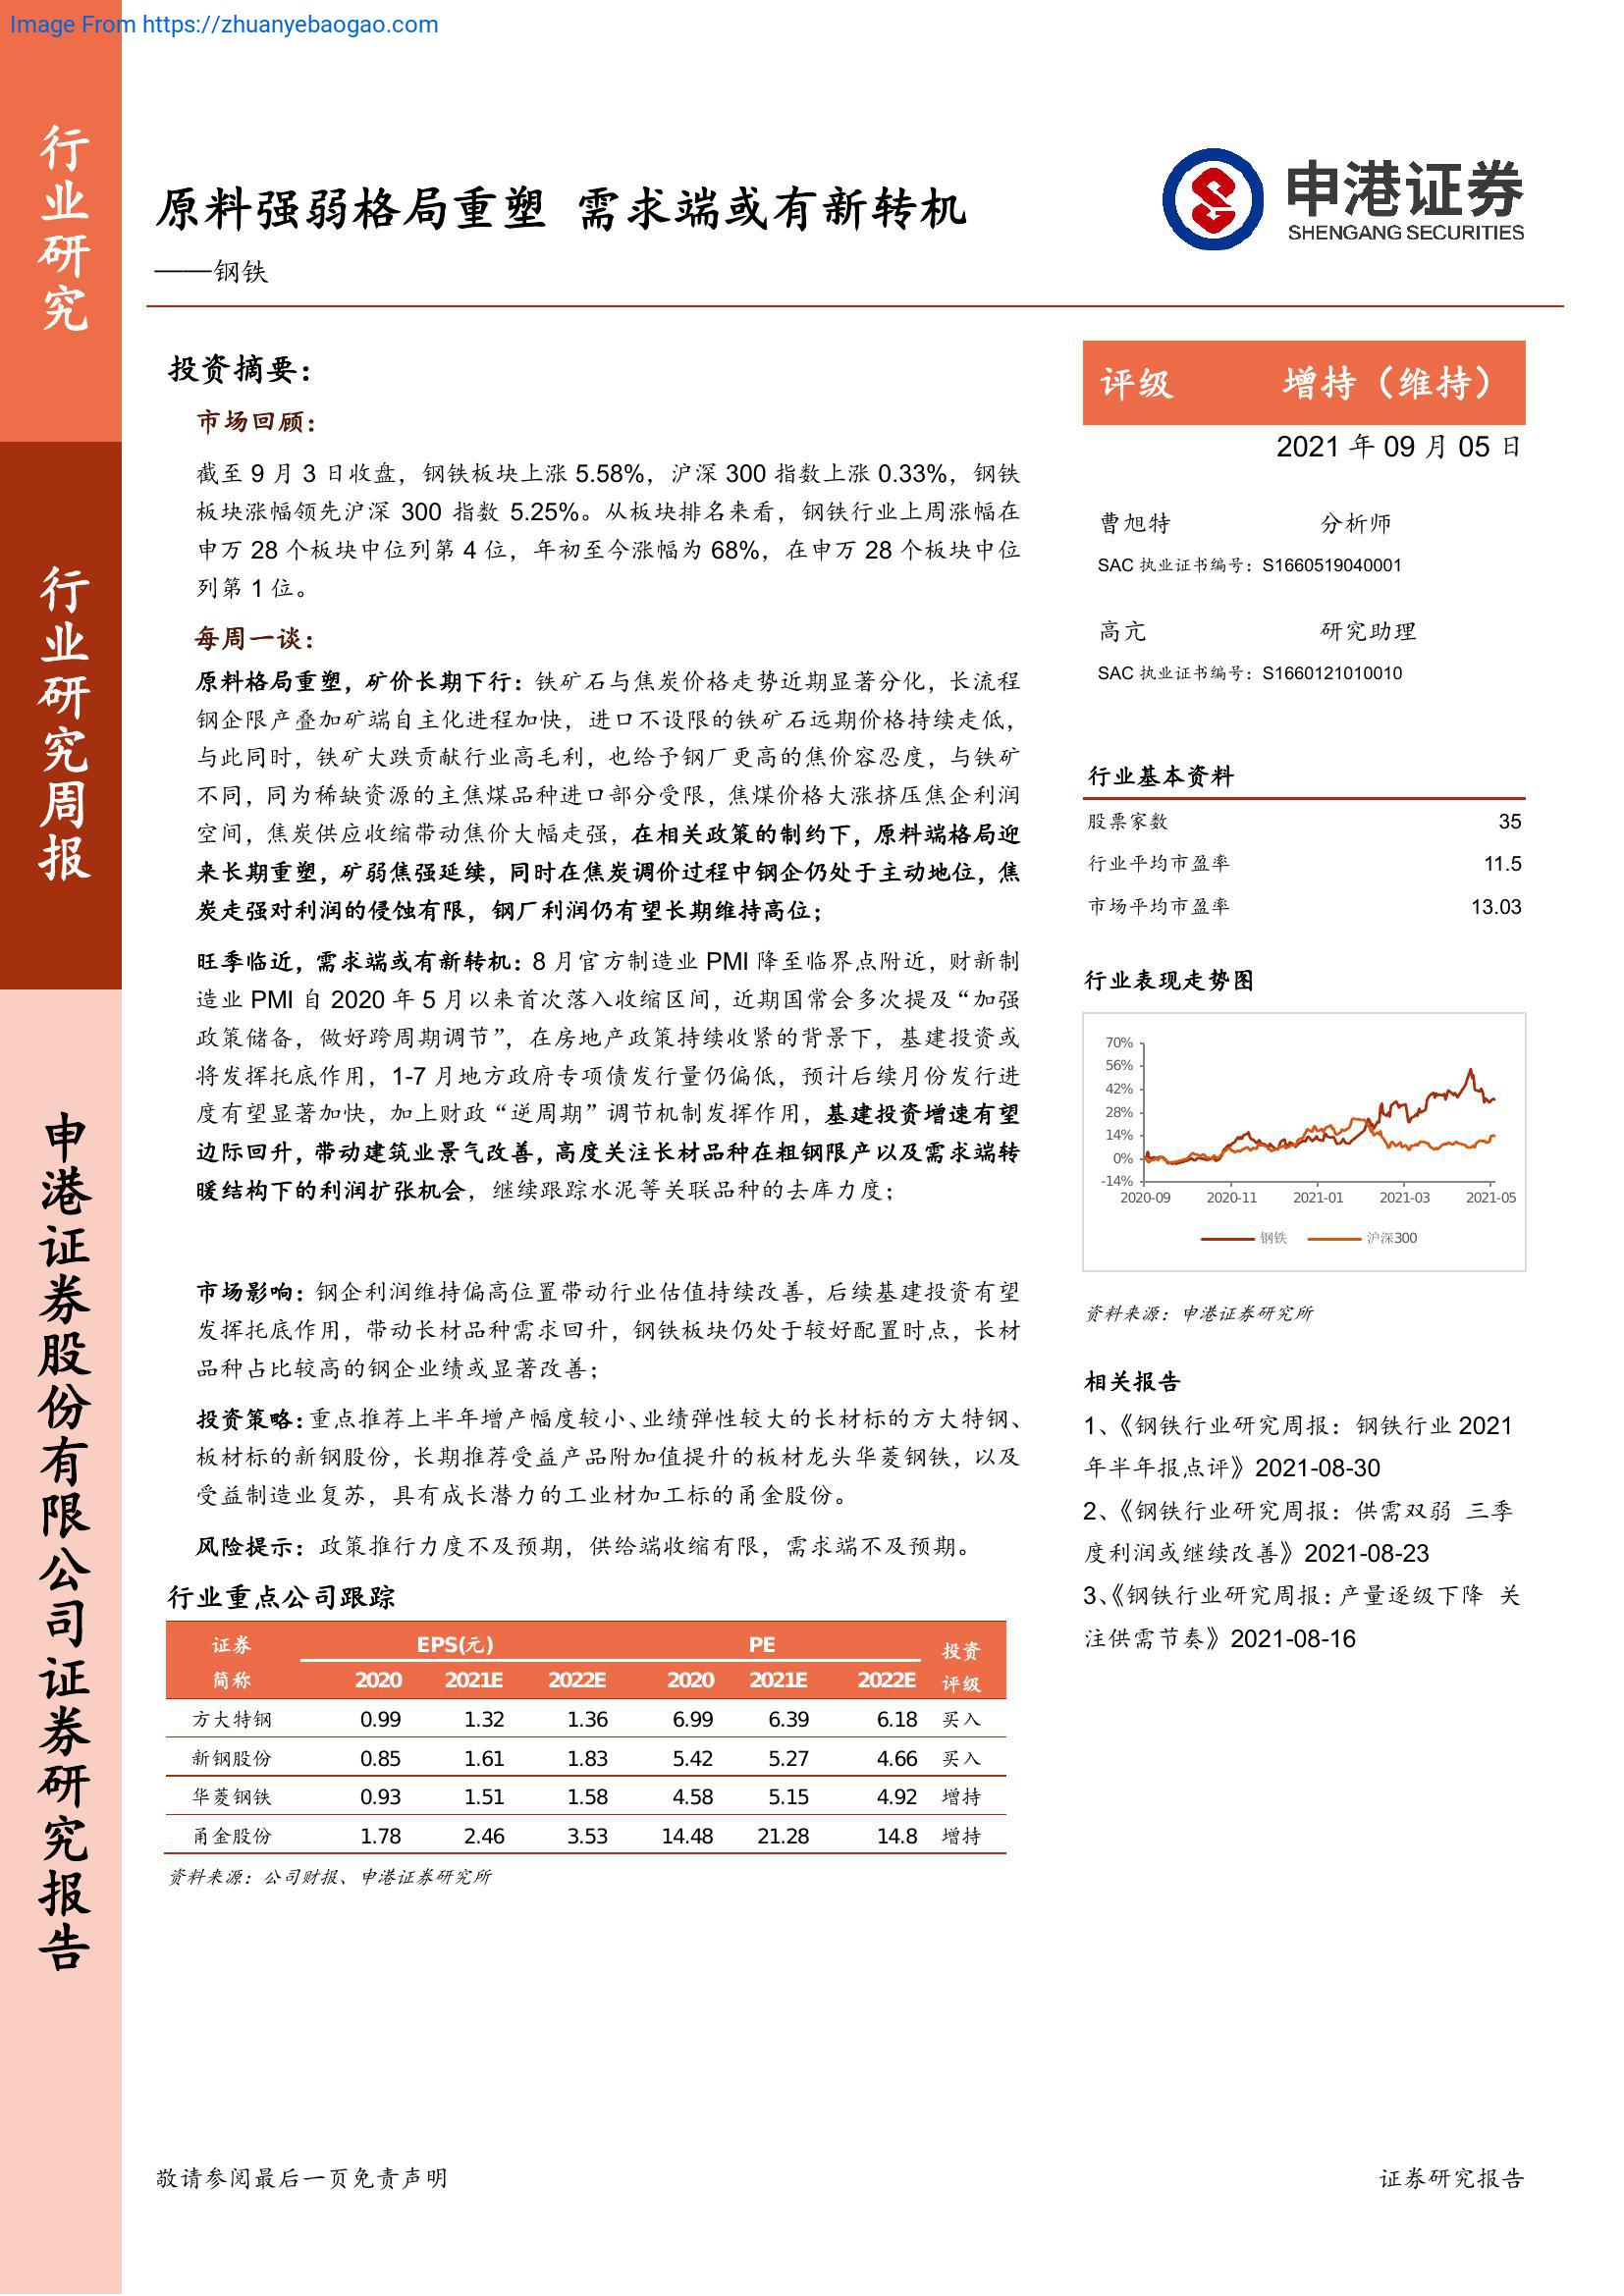 Image From https://zhuanyebaogao.com
行业研究
行业研究周报
申港证券股份有限公司证券研究报告
原料强弱格局重塑 需求端或有新转机
——钢铁
申港证券
SHENGANG SECURITIES
投资摘要：
市场回顾：
截至 9 月 3 日收盘，钢铁板块上涨 5.58%，沪深 300 指数上涨 0.33%，钢铁
板块涨幅领先沪深 300 指数 5.25%。从板块排名来看，钢铁行业上周涨幅在
申万 28 个板块中位列第 4 位，年初至今涨幅为 68%，在申万 28 个板块中位
列第 1 位。
每周一谈：
原料格局重塑，矿价长期下行：铁矿石与焦炭价格走势近期显著分化，长流程
钢企限产叠加矿端自主化进程加快，进口不设限的铁矿石远期价格持续走低，
与此同时，铁矿大跌贡献行业高毛利，也给予钢厂更高的焦价容忍度，与铁矿
不同，同为稀缺资源的主焦煤品种进口部分受限，焦煤价格大涨挤压焦企利润
空间，焦炭供应收缩带动焦价大幅走强，在相关政策的制约下，原料端格局迎
来长期重塑，矿弱焦强延续，同时在焦炭调价过程中钢企仍处于主动地位，焦
炭走强对利润的侵蚀有限，钢厂利润仍有望长期维持高位；
旺季临近，需求端或有新转机：8 月官方制造业 PMI 降至临界点附近，财新制
造业 PMI 自 2020 年 5 月以来首次落入收缩区间，近期国常会多次提及“加强
政策储备，做好跨周期调节”，在房地产政策持续收紧的背景下，基建投资或
将发挥托底作用，1-7 月地方政府专项债发行量仍偏低，预计后续月份发行进
度有望显著加快，加上财政“逆周期”调节机制发挥作用，基建投资增速有望
边际回升，带动建筑业景气改善，高度关注长材品种在粗钢限产以及需求端转
暖结构下的利润扩张机会，继续跟踪水泥等关联品种的去库力度；
市场影响：钢企利润维持偏高位置带动行业估值持续改善，后续基建投资有望
发挥托底作用，带动长材品种需求回升，钢铁板块仍处于较好配置时点，长材
品种占比较高的钢企业绩或显著改善；
投资策略：重点推荐上半年增产幅度较小、业绩弹性较大的长材标的方大特钢、
板材标的新钢股份，长期推荐受益产品附加值提升的板材龙头华菱钢铁，以及
受益制造业复苏，具有成长潜力的工业材加工标的甬金股份。
风险提示：政策推行力度不及预期，供给端收缩有限，需求端不及预期。
行业重点公司跟踪
证券 EPS(元) PE 投资
简称 2020 2021E 2022E 2020 2021E 2022E 评级
方大特钢 0.99 1.32 1.36 6.99 6.39 6.18 买入
新钢股份 0.85 1.61 1.83 5.42 5.27 4.66 买入
华菱钢铁 0.93 1.51 1.58 4.58 5.15 4.92 增持
甬金股份 1.78 2.46 3.53 14.48 21.28 14.8 增持
资料来源：公司财报、申港证券研究所
评级 增持（维持）
2021 年 09 月 05 日
曹旭特 分析师
SAC 执业证书编号：S1660519040001
高亢 研究助理
SAC 执业证书编号：S1660121010010
行业基本资料
股票家数 35
行业平均市盈率 11.5
市场平均市盈率 13.03
行业表现走势图
70%
56%
42%
28%
14%
0%
-14%
2020-09 2020-11 2021-01 2021-03 2021-05
钢铁 沪深300
资料来源：申港证券研究所
相关报告
1、《钢铁行业研究周报：钢铁行业 2021
年半年报点评》2021-08-30
2、《钢铁行业研究周报：供需双弱 三季
度利润或继续改善》2021-08-23
3、《钢铁行业研究周报：产量逐级下降 关
注供需节奏》2021-08-16
敬请参阅最后一页免责声明 证券研究报告